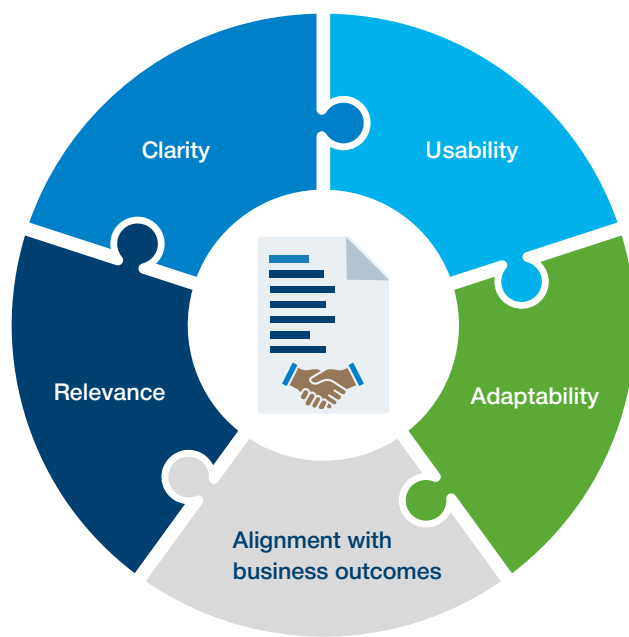 Clarity
Usability
Relevance
Adaptability
Alignment with
business outcomes